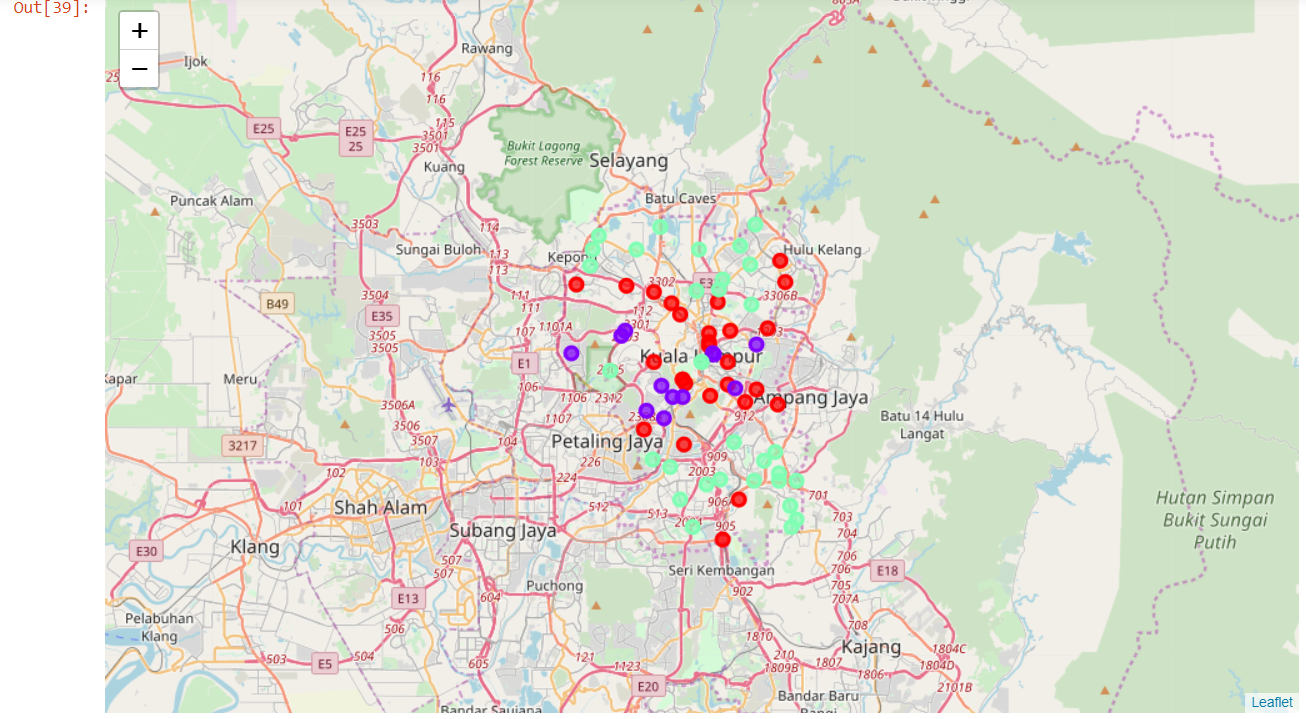 Out[39]:
+
−
Rawang
Ijok
116
116
115
E25
E25
25
3501
3501
Kuang
Bukit Lagong
Forest Reserve
Selayang
Puncak Alam
Batu Caves
3503
114
Sungai Buloh
113
113
Hulu Kelang
3302
3306B
3504
111
111
112
B49
E35
107
1101A
2301
3505
3505
Kuala
E1
Meru
106
1106
2312
Ampang Jaya
3506A
1107
912
Batu 14 Hulu
Langat
3506
3217
3507
104
Petaling Jaya
909
103
226
2003
102
224
701
Hutan Simpan
Bukit Sungai
Putih
101
Shah Alam
512
513
703
Subang Jaya
905
704
Klang
E30
706
507
507
Seri Kembangan
706
E18
Puchong
705
902
707A
E13
604
Pelabuhan
Klang
708
506
1810
Kajang
1804C
503
E5
504
605
121
1123
210
1809B
1807
1804D
1806
2101B
E20
Bandar Baru
Bangi
Bandar Saujana
Leaflet